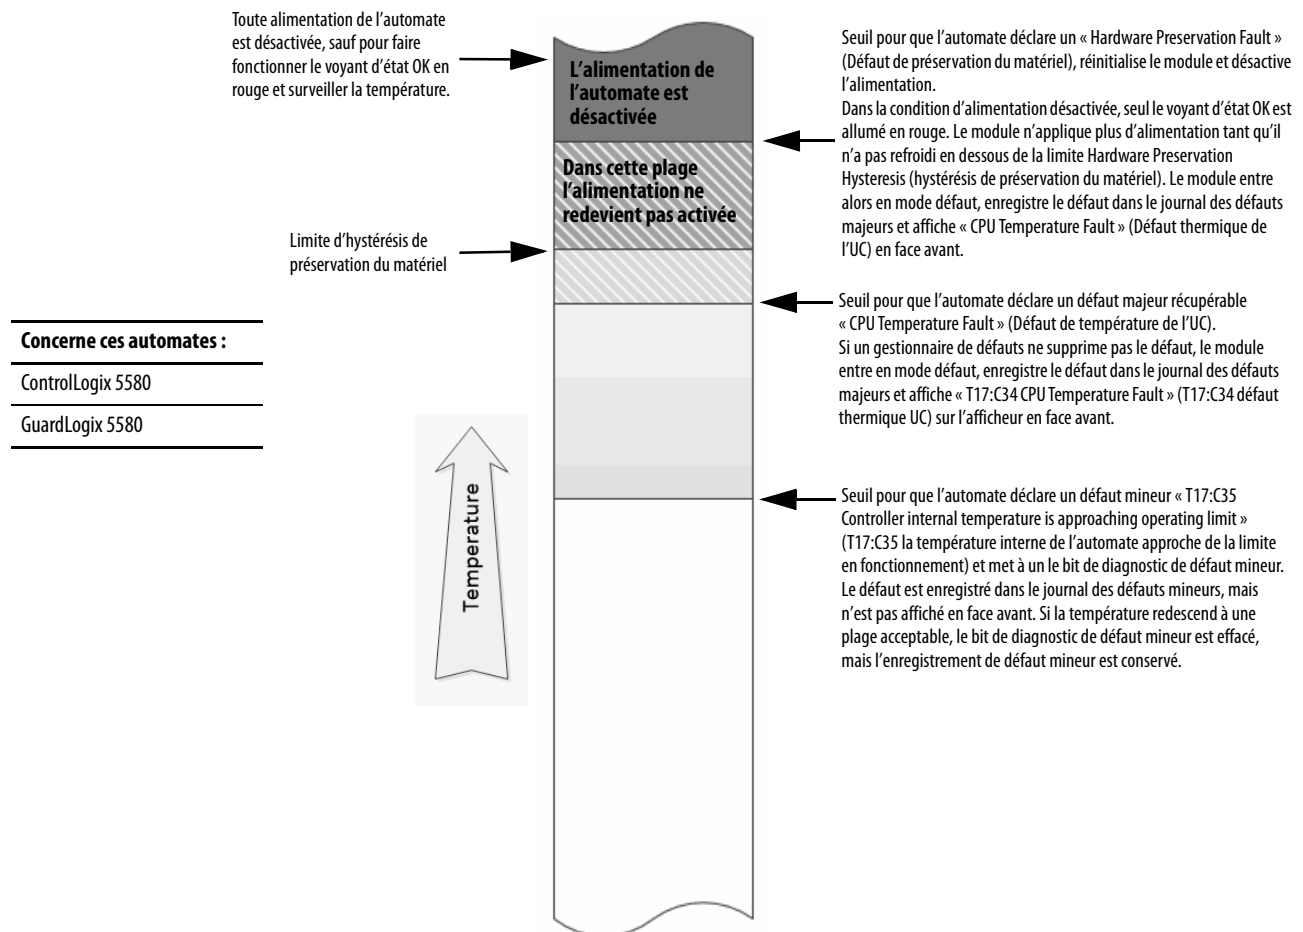 Toute alimentation de l’automate
est désactivée, sauf pour faire
fonctionner le voyant d’état OK en
rouge et surveiller la température.
L’alimentation de
l’automate est
désactivée
Seuil pour que l’automate déclare un « Hardware Preservation Fault »
(Défaut de préservation du matériel), réinitialise le module et désactive
l’alimentation.
Dans la condition d’alimentation désactivée, seul le voyant d’état OK est
allumé en rouge. Le module n’applique plus d’alimentation tant qu’il
n’a pas refroidi en dessous de la limite Hardware Preservation
Hysteresis (hystérésis de préservation du matériel). Le module entre
alors en mode défaut, enregistre le défaut dans le journal des défauts
majeurs et affiche « CPU Temperature Fault » (Défaut thermique de
l’UC) en face avant.
Dans cette plage
l’alimentation ne
redevient pas activée
Limite d’hystérésis de
préservation du matériel
Seuil pour que l’automate déclare un défaut majeur récupérable
« CPU Temperature Fault » (Défaut de température de l’UC).
Si un gestionnaire de défauts ne supprime pas le défaut, le module
entre en mode défaut, enregistre le défaut dans le journal des défauts
majeurs et affiche « T17:C34 CPU Temperature Fault » (T17:C34 défaut
thermique UC) sur l’afficheur en face avant.
Concerne ces automates :
ControlLogix 5580
GuardLogix 5580
Temperature
Seuil pour que l’automate déclare un défaut mineur « T17:C35
Controller internal temperature is approaching operating limit »
(T17:C35 la température interne de l’automate approche de la limite
en fonctionnement) et met à un le bit de diagnostic de défaut mineur.
Le défaut est enregistré dans le journal des défauts mineurs, mais
n’est pas affiché en face avant. Si la température redescend à une
plage acceptable, le bit de diagnostic de défaut mineur est effacé,
mais l’enregistrement de défaut mineur est conservé.